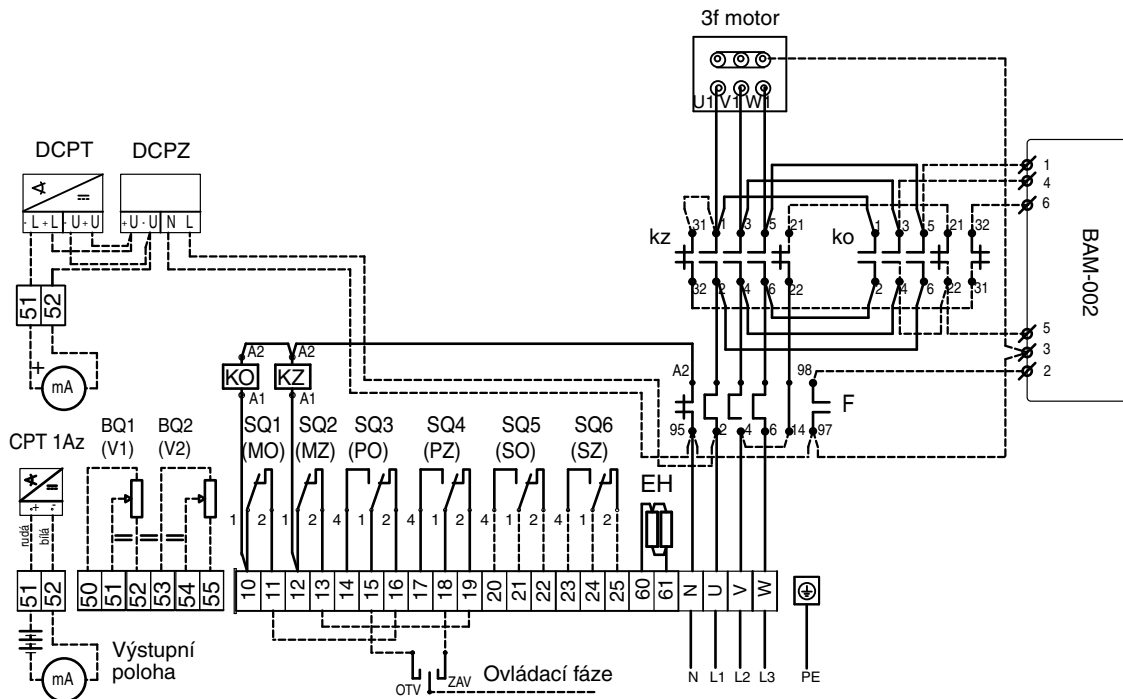 3f motor
U1 V1 W1
DCPT DCPZ
- L + L - U + U +U - U N L
51 52
+
mA
kz 31 1 3 5 21
ko 1 3 5 21 32
32 2 4 6 22
2 4 6 22 31
1
4
6
5
3
2
BAM-002
A2 A2
KO KZ
A1 A1
A2 98
F
95 2 4 6 14 97
CPT 1Az
+ -
rudá
bílá
BQ1 BQ2
(V1) (V2)
SQ1 SQ2 SQ3 SQ4 SQ5 SQ6
(MO) (MZ) (PO) (PZ) (SO) (SZ)
EH
1 2 1 2 4 1 2 4 1 2 4 1 2 4 1 2
51 52
50 51 52 53 54 55
10 11 12 13 14 15 16 17 18 19 20 21 22 23 24 25 60 61 N U V W
mA
Výstupní
poloha
OTV ZAV
Ovládací fáze
N L1 L2 L3 PE